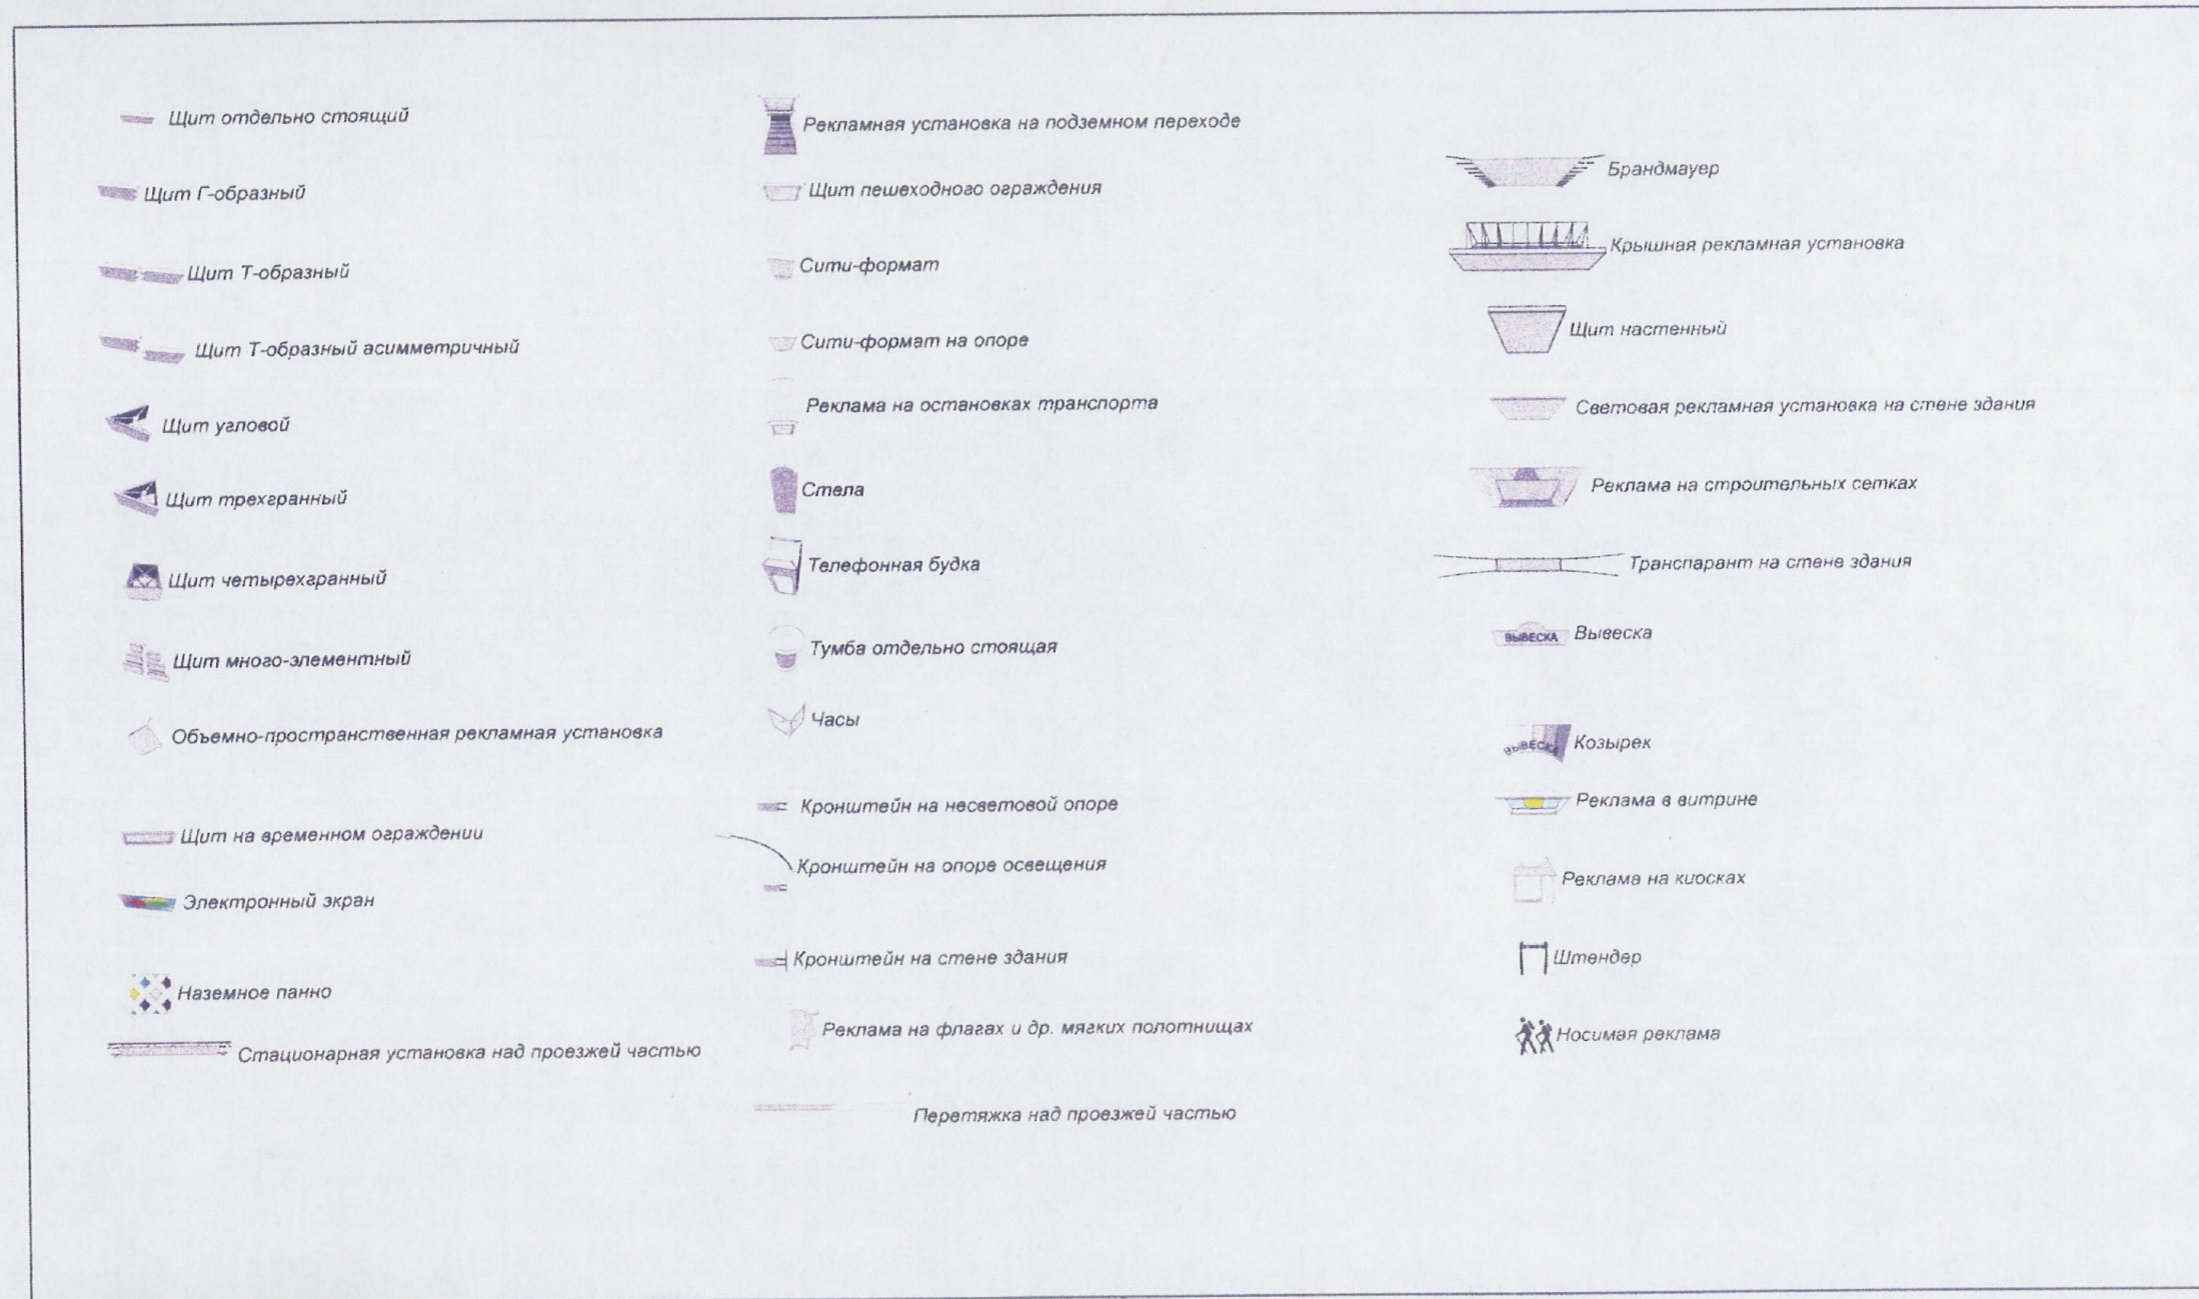 Щит отдельно стоящий
Щит Г-образный
Щит Т-образный
Щит Т-образный асимметричный
Щит угловой
Щит трехгранный
Щит четырехгранный
Щит много-элементный
Объемно-пространственная рекламная установка
Щит на временном ограждении
Электронный экран
Наземное панно
Стационарная установка над проезжей частью
Рекламная установка на подземном переходе
Щит пешеходного ограждения
Сити-формат
Сити-формат на опоре
Реклама на остановках транспорта
Стела
Телефонная будка
Тумба отдельно стоящая
Часы
Кронштейн на несветовой опоре
Кронштейн на опоре освещения
Кронштейн на стене здания
Реклама на флагах и др. мягких полотнищах
Перетяжка над проезжей частью
Брандмауер
Крышная рекламная установка
Щит настенный
Световая рекламная установка на стене здания
Реклама на строительных сетках
Транспарант на стене здания
ВЫВЕСКА Вывеска
ВЫВЕСКА Козырек
Реклама в витрине
Реклама на киосках
Штендер
Носимая реклама